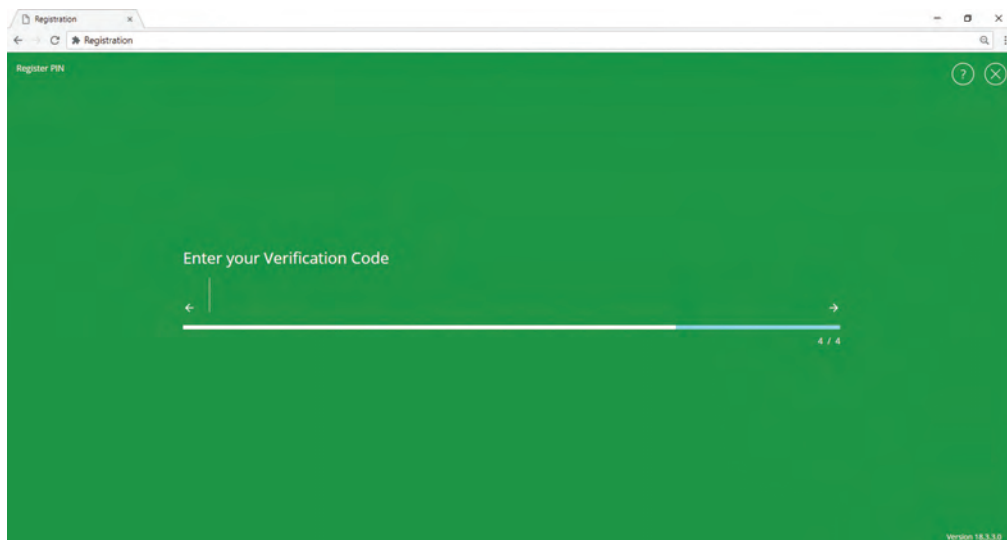 Registration
Registration
Register PIN
?
Enter your Verification Code
4 / 4
Version 18.3.3.0